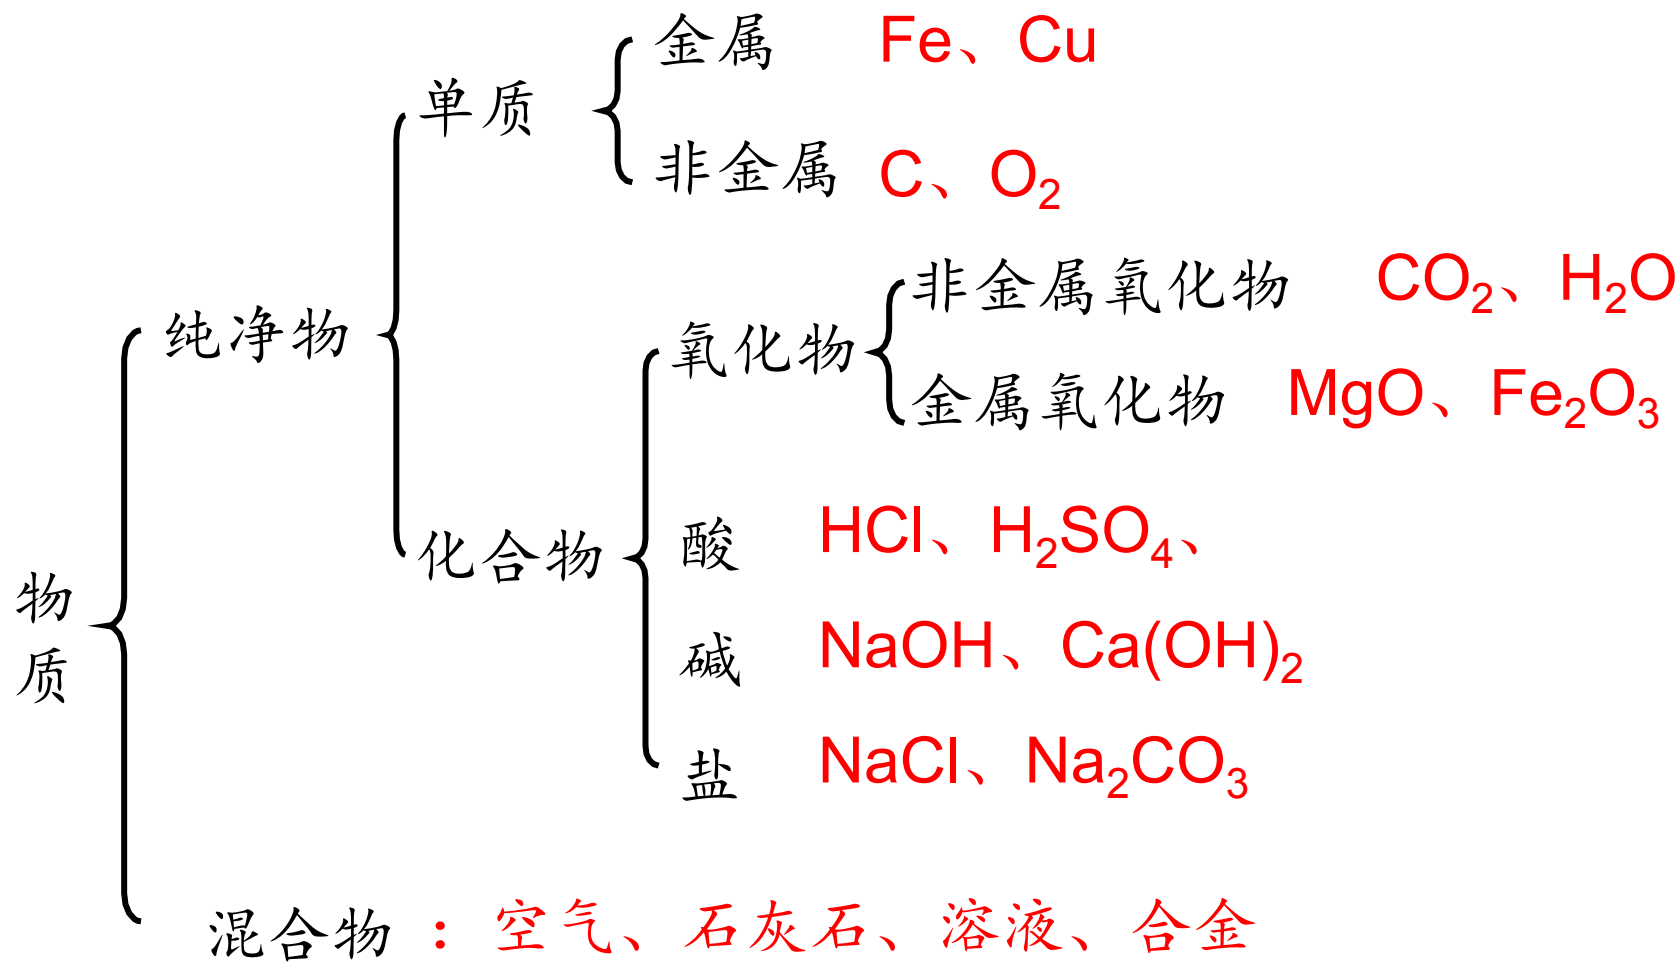 金属 Fe、Cu
单质
非金属 C、O₂
非金属氧化物 CO₂、H₂O
纯净物
氧化物
金属氧化物 MgO、Fe₂O₃
酸 HCl、H₂SO₄、
化合物
物质
碱 NaOH、Ca(OH)₂
盐 NaCl、Na₂CO₃
混合物：空气、石灰石、溶液、合金